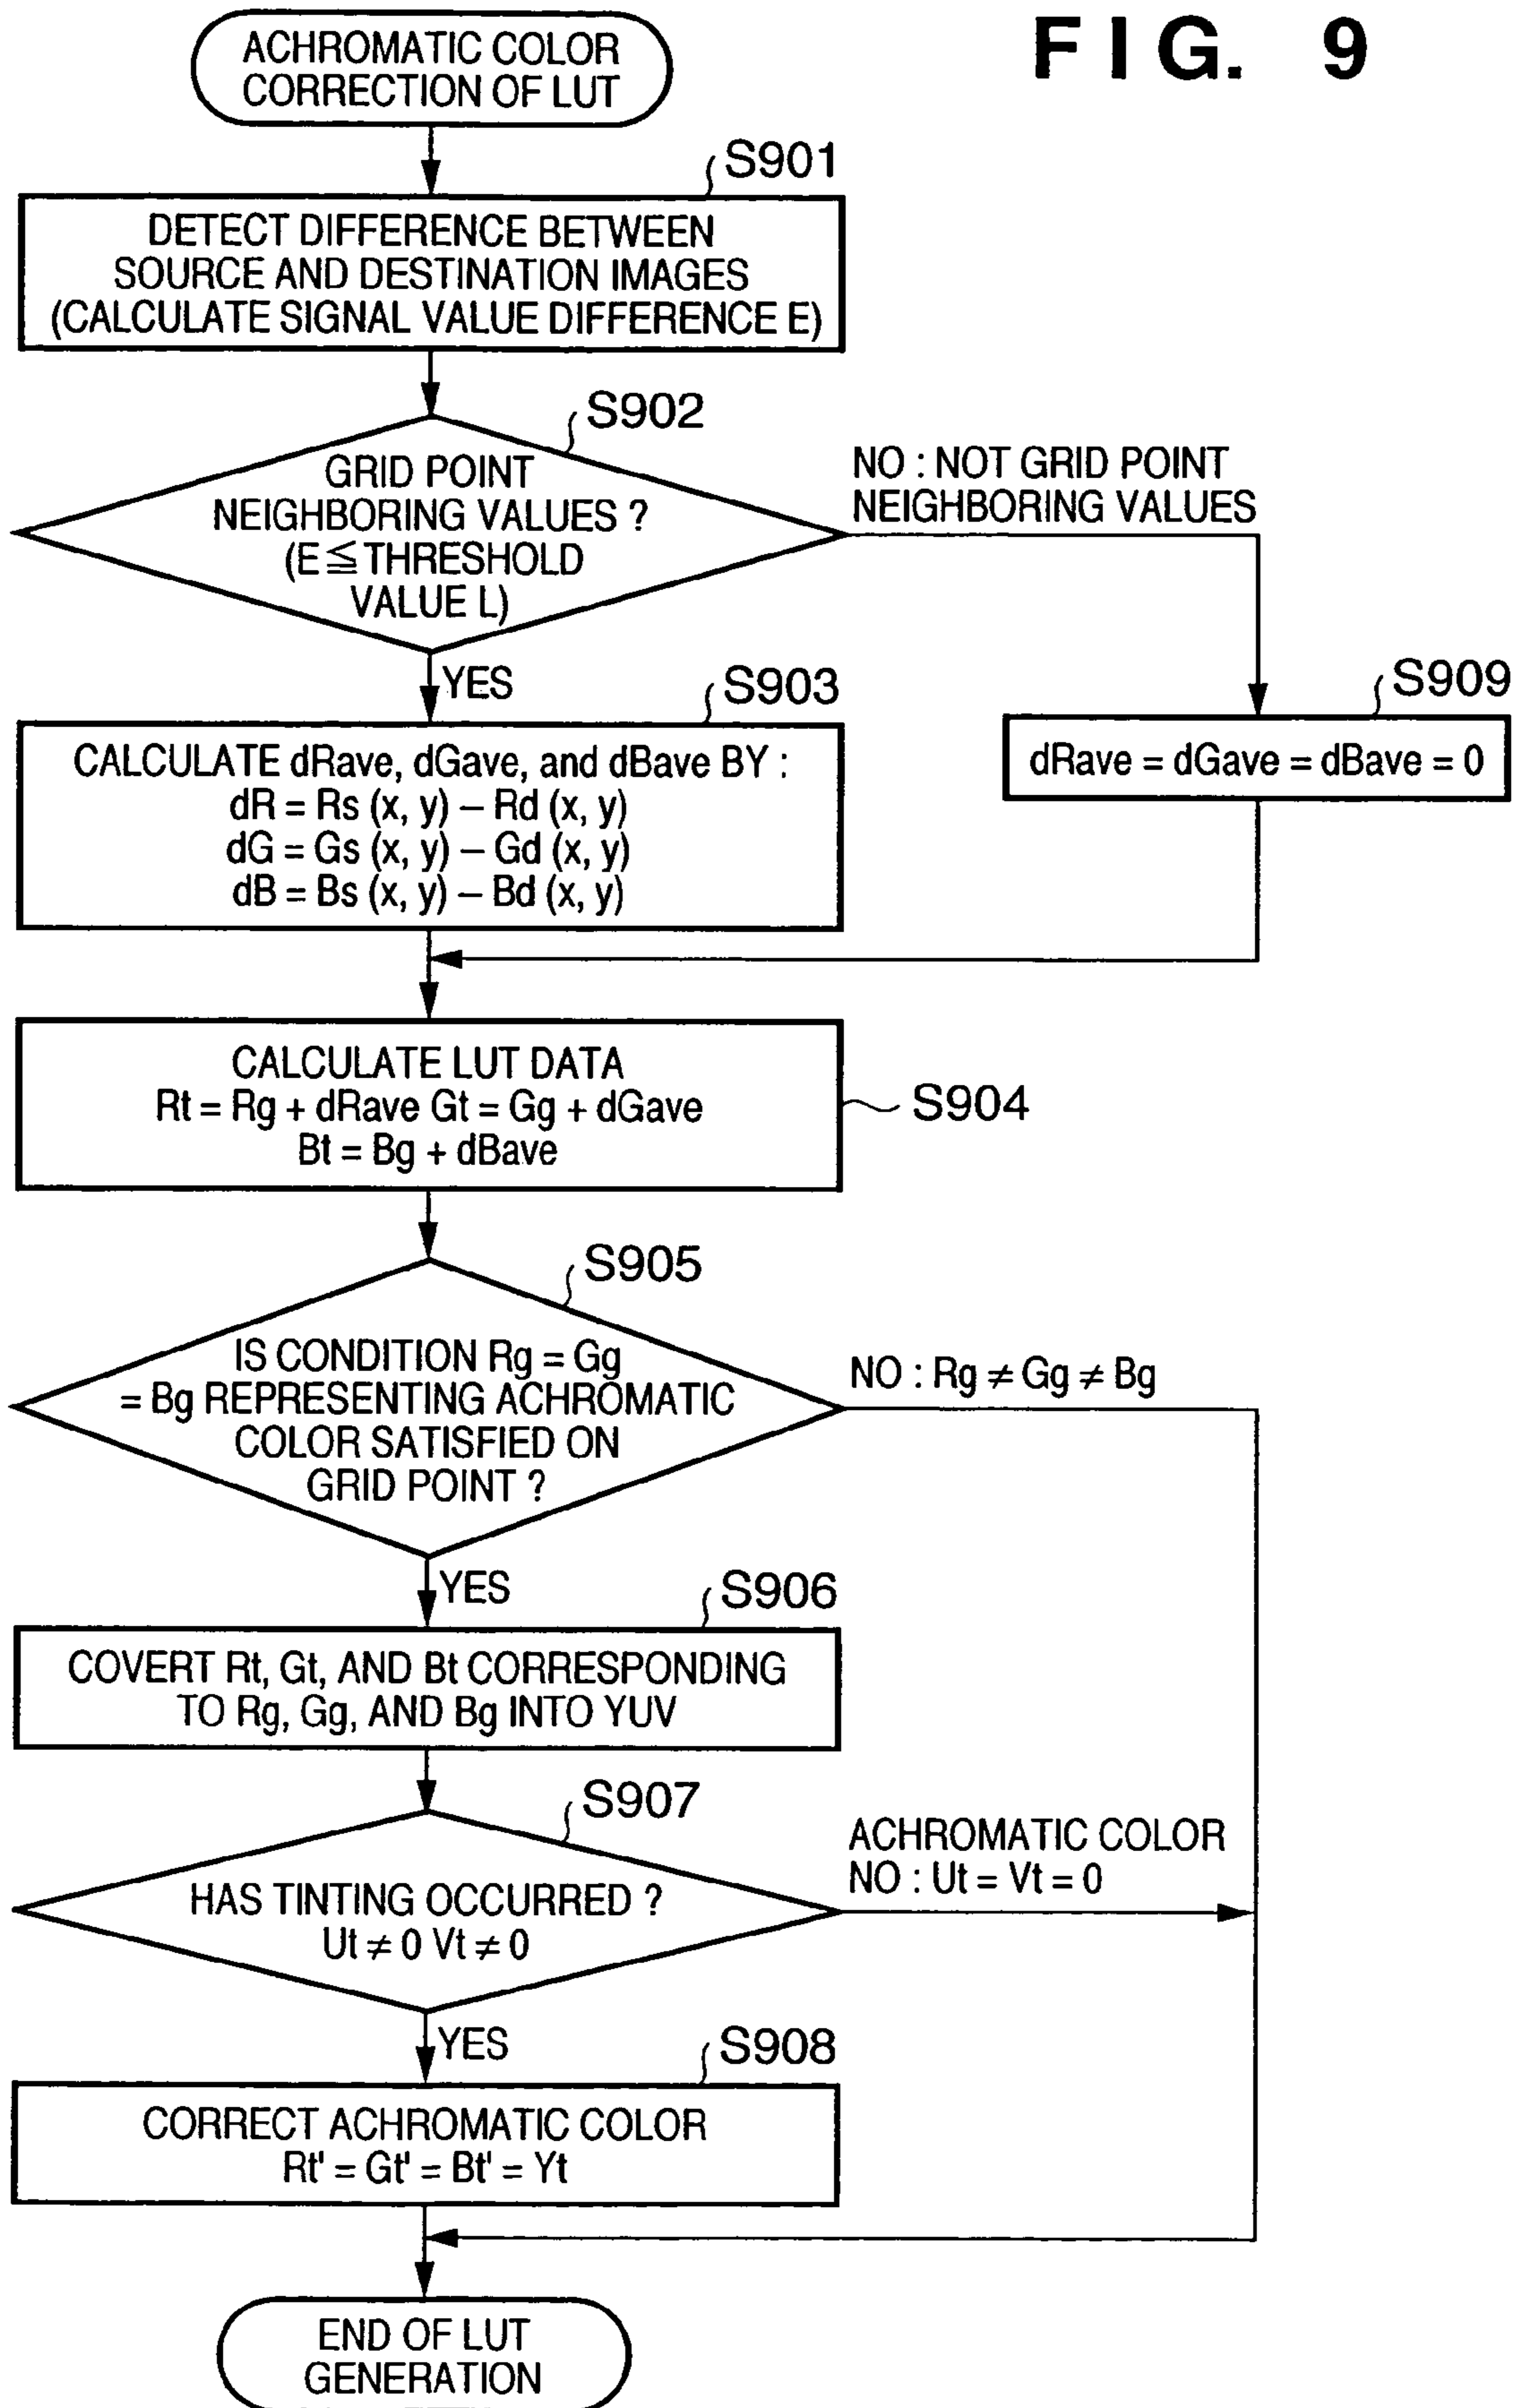 FIG. 9
ACHROMATIC COLOR
CORRECTION OF LUT
S901
DETECT DIFFERENCE BETWEEN
SOURCE AND DESTINATION IMAGES
(CALCULATE SIGNAL VALUE DIFFERENCE E)
S902
GRID POINT
NEIGHBORING VALUES ?
(E≦THRESHOLD
VALUE L)
NO : NOT GRID POINT
NEIGHBORING VALUES
YES
S903
CALCULATE dRave, dGave, and dBave BY :
dR = Rs (x, y) – Rd (x, y)
dG = Gs (x, y) – Gd (x, y)
dB = Bs (x, y) – Bd (x, y)
S909
dRave = dGave = dBave = 0
CALCULATE LUT DATA
Rt = Rg + dRave Gt = Gg + dGave
Bt = Bg + dBave
S904
S905
IS CONDITION Rg = Gg
= Bg REPRESENTING ACHROMATIC
COLOR SATISFIED ON
GRID POINT ?
NO : Rg ≠ Gg ≠ Bg
YES
S906
COVERT Rt, Gt, AND Bt CORRESPONDING
TO Rg, Gg, AND Bg INTO YUV
S907
HAS TINTING OCCURRED ?
Ut ≠ 0 Vt ≠ 0
ACHROMATIC COLOR
NO : Ut = Vt = 0
YES
S908
CORRECT ACHROMATIC COLOR
Rt' = Gt' = Bt' = Yt
END OF LUT
GENERATION